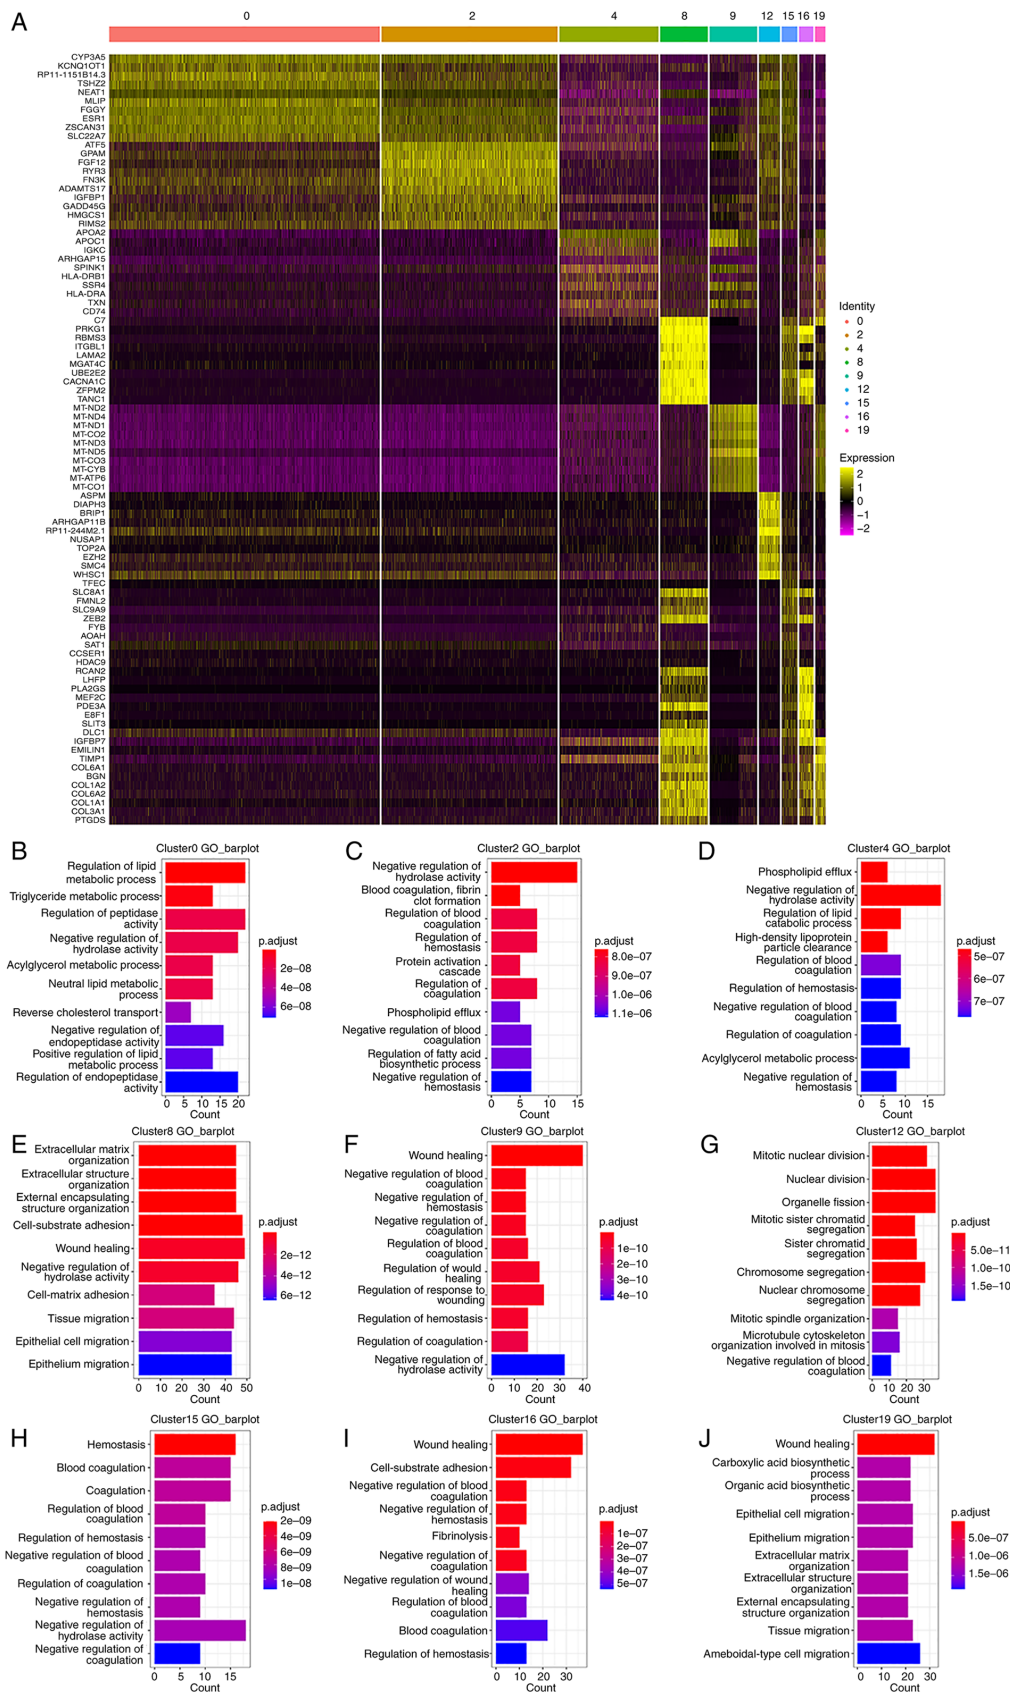 A
0 2 4 8 9 12 15 16 19
CYP3A5
KCNQ1OT1
RP11-1151B14.3
TSHZ2
NEAT1
MLIP
FGGY
ESR1
ZSCAN31
SLC22A7
ATF5
GPAM
FGF12
RYR3
FN3K
ADAMTS17
IGFBP1
GADD45G
HMGCS1
RIMS2
APOA2
APOC1
IGKC
ARHGAP15
SPINK1
HLA-DRB1
SSR4
HLA-DRA
TXN
CD74
C7
PRKG1
RBMS3
ITGBL1
LAMA2
MGAT4C
UBE2E2
CACNA1C
ZFPM2
TANC1
MT-ND2
MT-ND4
MT-ND1
MT-CO2
MT-ND3
MT-ND5
MT-CO3
MT-CYB
MT-ATP6
MT-CO1
ASPM
DIAPH3
BRIP1
ARHGAP11B
RP11-244M2.1
NUSAP1
TOP2A
EZH2
SMC4
WHSC1
TFEC
SLC8A1
FMNL2
SLC9A9
ZEB2
FYB
AOAH
SAT1
CCSER1
HDAC9
RCAN2
LHFP
PLA2GS
MEF2C
PDE3A
E8F1
SLIT3
DLC1
IGFBP7
EMILIN1
TIMP1
COL6A1
BGN
COL1A2
COL6A2
COL1A1
COL3A1
PTGDS
Identity
0
2
4
8
9
12
15
16
19
Expression
2
1
0
−1
−2
B
Cluster0 GO_barplot
Regulation of lipid
metabolic process
Triglyceride metabolic process
Regulation of peptidase
activity
Negative regulation of
hydrolase activity
Acylglycerol metabolic process
Neutral lipid metabolic
process
Reverse cholesterol transport
Negative regulation of
endopeptidase activity
Positive regulation of lipid
metabolic process
Regulation of endopeptidase
activity
0 5 10 15 20
Count
p.adjust
2e−08
4e−08
6e−08
C
Cluster2 GO_barplot
Negative regulation of
hydrolase activity
Blood coagulation, fibrin
clot formation
Regulation of blood
coagulation
Regulation of
hemostasis
Protein activation
cascade
Regulation of
coagulation
Phospholipid efflux
Negative regulation of blood
coagulation
Regulation of fatty acid
biosynthetic process
Negative regulation of
hemostasis
0 5 10 15
Count
p.adjust
8.0e−07
9.0e−07
1.0e−06
1.1e−06
D
Cluster4 GO_barplot
Phospholipid efflux
Negative regulation of
hydrolase activity
Regulation of lipid
catabolic process
High-density lipoprotein
particle clearance
Regulation of blood
coagulation
Regulation of hemostasis
Negative regulation of blood
coagulation
Regulation of coagulation
Acylglycerol metabolic process
Negative regulation of
hemostasis
0 5 10 15
Count
p.adjust
5e−07
6e−07
7e−07
E
Cluster8 GO_barplot
Extracellular matrix
organization
Extracellular structure
organization
External encapsulating
structure organization
Cell-substrate adhesion
Wound healing
Negative regulation of
hydrolase activity
Cell-matrix adhesion
Tissue migration
Epithelial cell migration
Epithelium migration
0 10 20 30 40 50
Count
p.adjust
2e−12
4e−12
6e−12
F
Cluster9 GO_barplot
Wound healing
Negative regulation of blood
coagulation
Negative regulation of
hemostasis
Negative regulation of
coagulation
Regulation of blood
coagulation
Regulation of would
healing
Regulation of response to
wounding
Regulation of hemostasis
Regulation of coagulation
Negative regulation of
hydrolase activity
0 10 20 30 40
Count
p.adjust
1e−10
2e−10
3e−10
4e−10
G
Cluster12 GO_barplot
Mitotic nuclear division
Nuclear division
Organelle fission
Mitotic sister chromatid
segregation
Sister chromatid
segregation
Chromosome segregation
Nuclear chromosome
segregation
Mitotic spindle organization
Microtubule cytoskeleton
organization involved in mitosis
Negative regulation of blood
coagulation
0 10 20 30
Count
p.adjust
5.0e−11
1.0e−10
1.5e−10
H
Cluster15 GO_barplot
Hemostasis
Blood coagulation
Coagulation
Regulation of blood
coagulation
Regulation of hemostasis
Negative regulation of blood
coagulation
Regulation of coagulation
Negative regulation of
hemostasis
Negative regulation of
hydrolase activity
Negative regulation of
coagulation
0 5 10 15
Count
p.adjust
2e−09
4e−09
6e−09
8e−09
1e−08
I
Cluster16 GO_barplot
Wound healing
Cell-substrate adhesion
Negative regulation of blood
coagulation
Negative regulation of
hemostasis
Fibrinolysis
Negative regulation of
coagulation
Negative regulation of wound
healing
Regulation of blood
coagulation
Blood coagulation
Regulation of hemostasis
0 10 20 30
Count
p.adjust
1e−07
2e−07
3e−07
4e−07
5e−07
J
Cluster19 GO_barplot
Wound healing
Carboxylic acid biosynthetic
process
Organic acid biosynthetic
process
Epithelial cell migration
Epithelium migration
Extracellular matrix
organization
Extracellular structure
organization
External encapsulating
structure organization
Tissue migration
Ameboidal-type cell migration
0 10 20 30
Count
p.adjust
5.0e−07
1.0e−06
1.5e−06